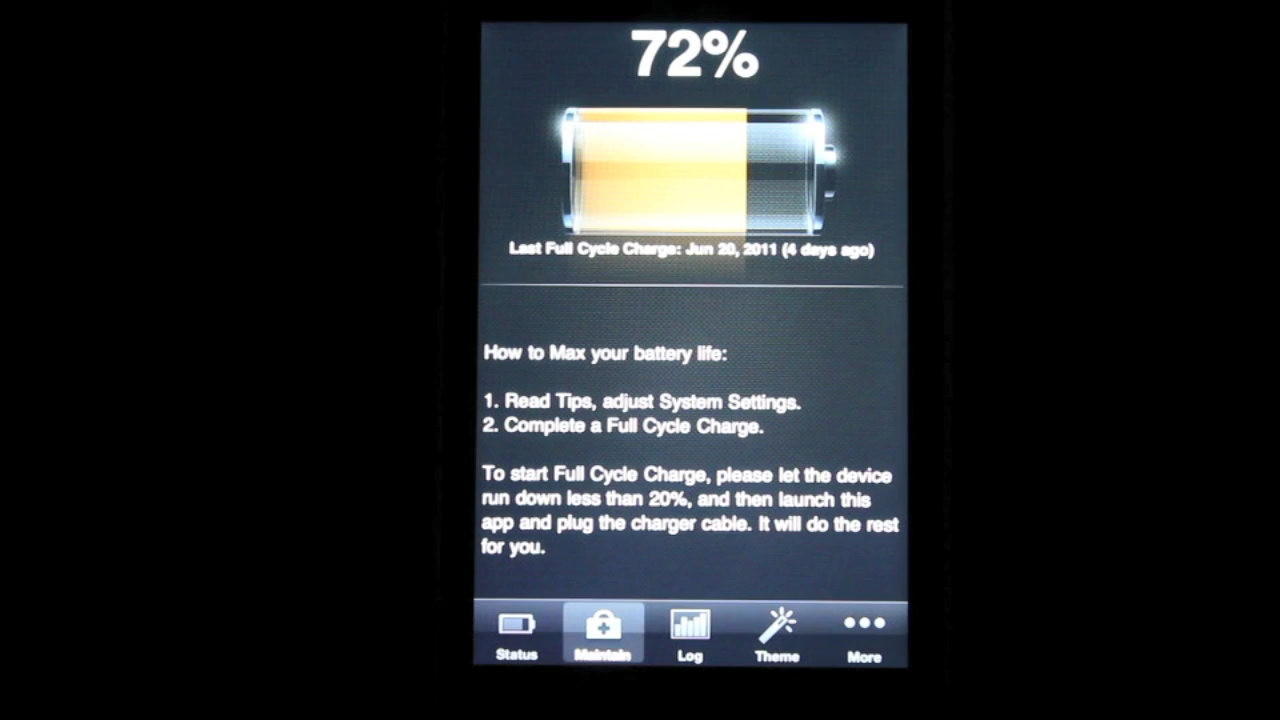 72%
Last Full Cycle Charge: Jun 20, 2011 (4 days ago)
How to Max your battery life:
1. Read Tips, adjust System Settings.
2. Complete a Full Cycle Charge.
To start Full Cycle Charge, please let the device
run down less than 20%, and then launch this
app and plug the charger cable. It will do the rest
for you.
Status Maintain Log Theme More